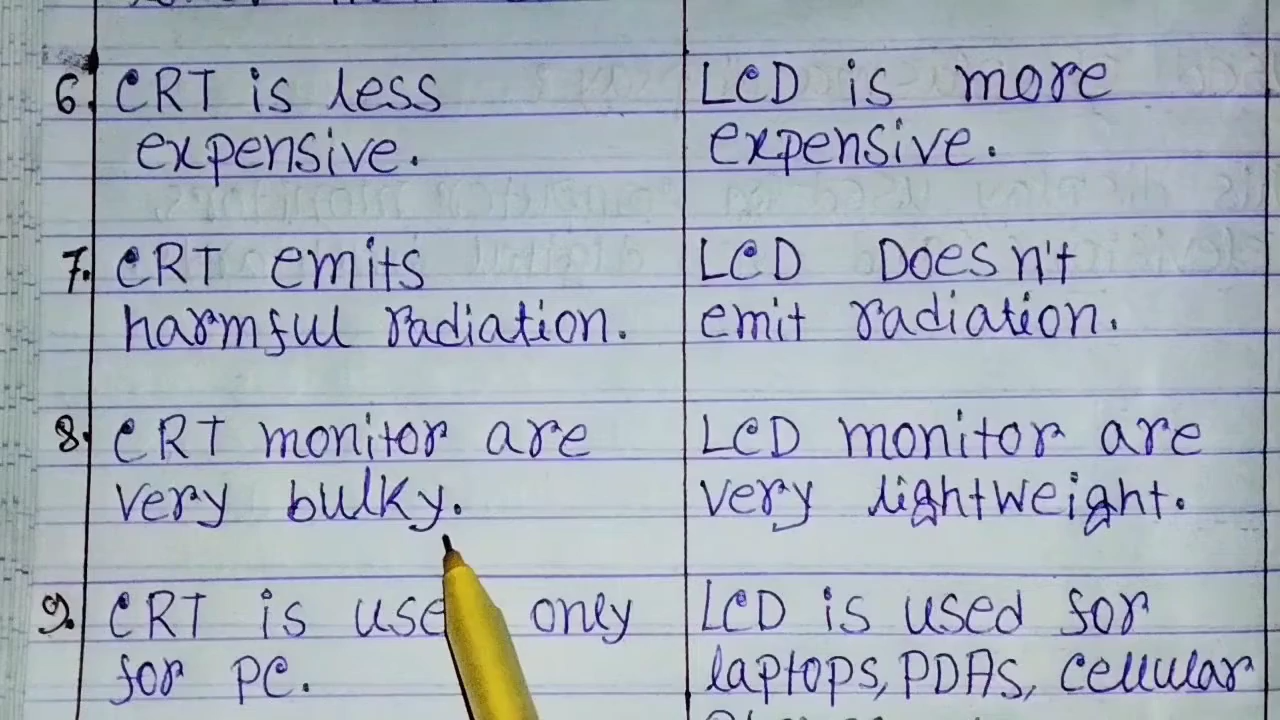 6. CRT is less
expensive.
LCD is more
expensive.
7. CRT emits
harmful radiation.
LCD Doesn't
emit radiation.
8. CRT monitor are
very bulky.
LCD monitor are
very lightweight.
9. CRT is use only
for PC.
LCD is used for
laptops, PDAs, cellular